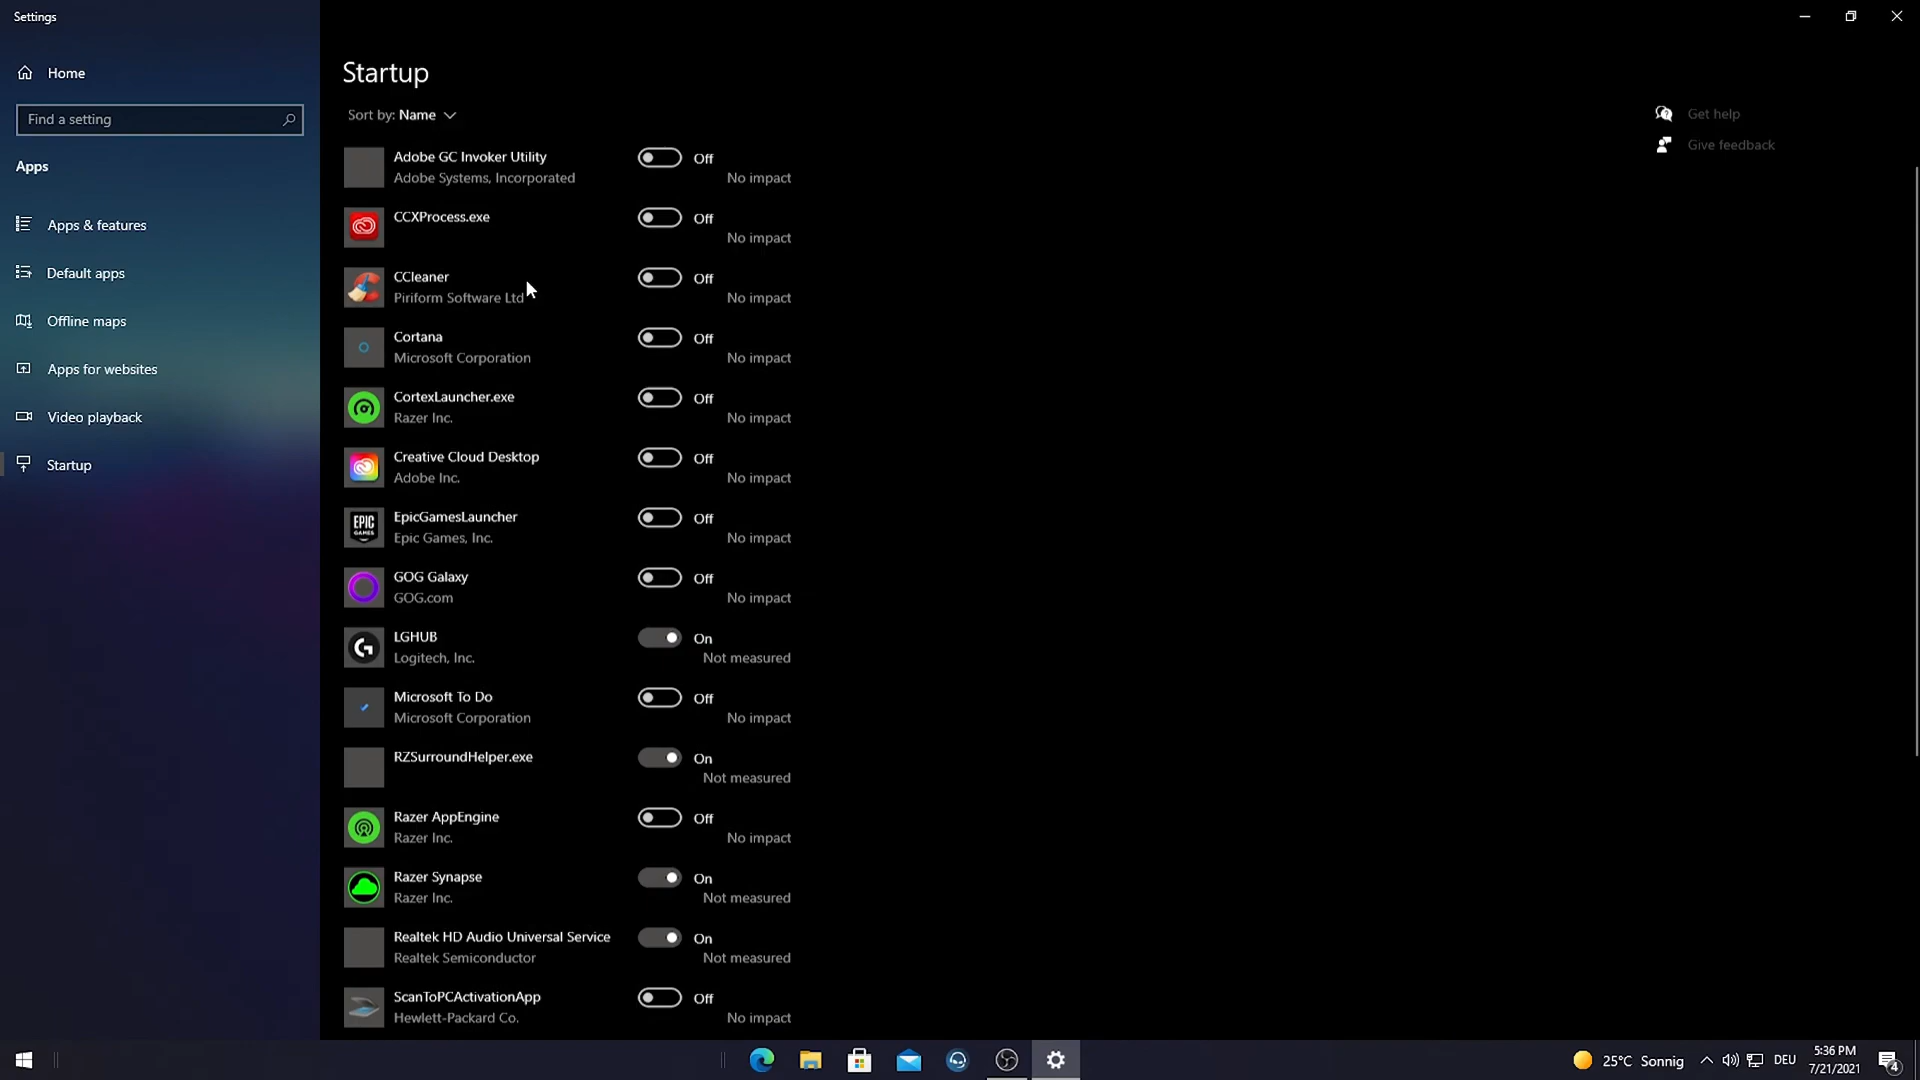 Settings
Home
Find a setting
Apps
Apps & features
Default apps
Offline maps
Apps for websites
Video playback
Startup
Startup
Sort by: Name
Get help
Give feedback
Adobe GC Invoker Utility
Off
Adobe Systems, Incorporated
No impact
CCXProcess.exe
Off
No impact
CCleaner
Off
Piriform Software Ltd
No impact
Cortana
Off
Microsoft Corporation
No impact
CortexLauncher.exe
Off
Razer Inc.
No impact
Creative Cloud Desktop
Off
Adobe Inc.
No impact
EPIC
GAMES
EpicGamesLauncher
Off
Epic Games, Inc.
No impact
GOG Galaxy
Off
GOG.com
No impact
LGHUB
On
Logitech, Inc.
Not measured
Microsoft To Do
Off
Microsoft Corporation
No impact
RZSurroundHelper.exe
On
Not measured
Razer AppEngine
Off
Razer Inc.
No impact
Razer Synapse
On
Razer Inc.
Not measured
Realtek HD Audio Universal Service
On
Realtek Semiconductor
Not measured
ScanToPCActivationApp
Off
Hewlett-Packard Co.
No impact
25°C Sonnig
DEU
5:36 PM
7/21/2021
4